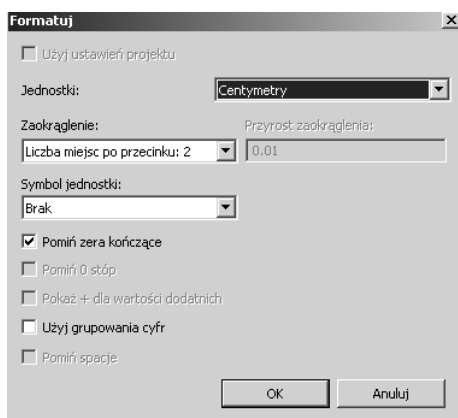 Formatuj
Użyj ustawień projektu
Jednostki: Centymetry
Zaokrąglenie: Przyrost zaokrąglenia:
Liczba miejsc po przecinku: 2 0.01
Symbol jednostki:
Brak
Pomiń zera kończące
Pomiń 0 stóp
Pokaż + dla wartości dodatnich
Użyj grupowania cyfr
Pomiń spacje
OK Anuluj